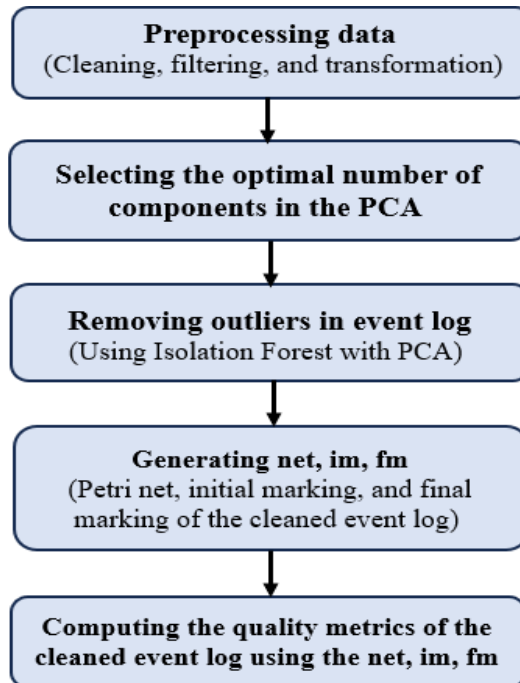 Preprocessing data
(Cleaning, filtering, and transformation)
Selecting the optimal number of
components in the PCA
Removing outliers in event log
(Using Isolation Forest with PCA)
Generating net, im, fm
(Petri net, initial marking, and final
marking of the cleaned event log)
Computing the quality metrics of the
cleaned event log using the net, im, fm